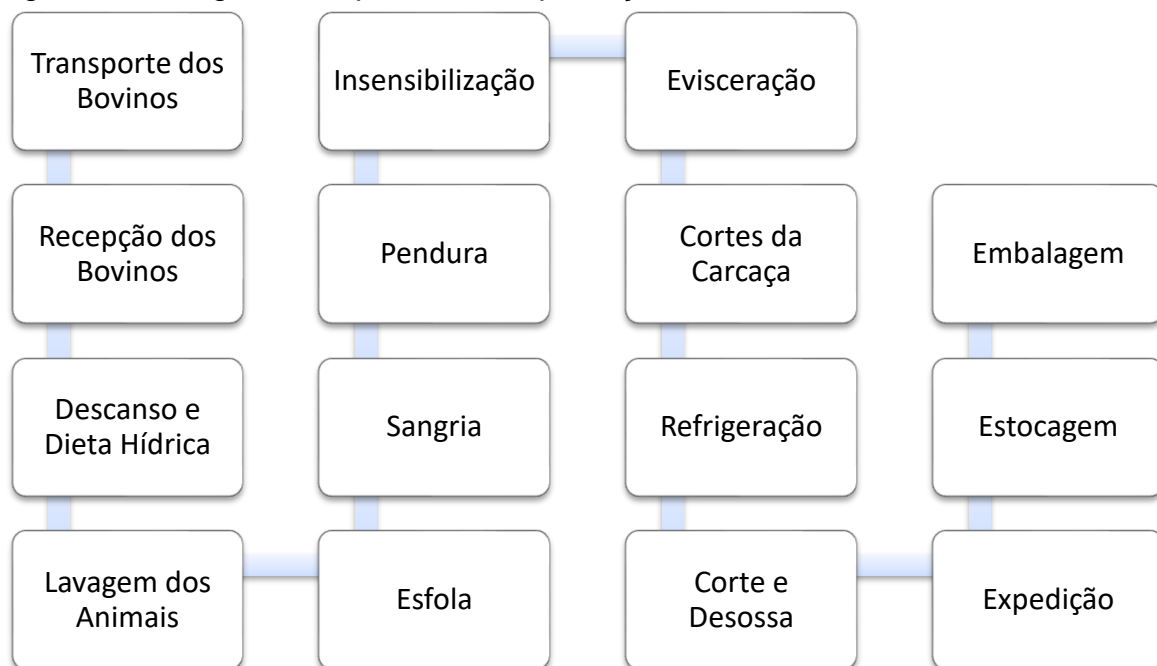 Transporte dos
Bovinos
Recepção dos
Bovinos
Descanso e
Dieta Hídrica
Lavagem dos
Animais
Insensibilização
Pendura
Sangria
Esfola
Evisceração
Cortes da
Carcaça
Refrigeração
Corte e
Desossa
Embalagem
Estocagem
Expedição